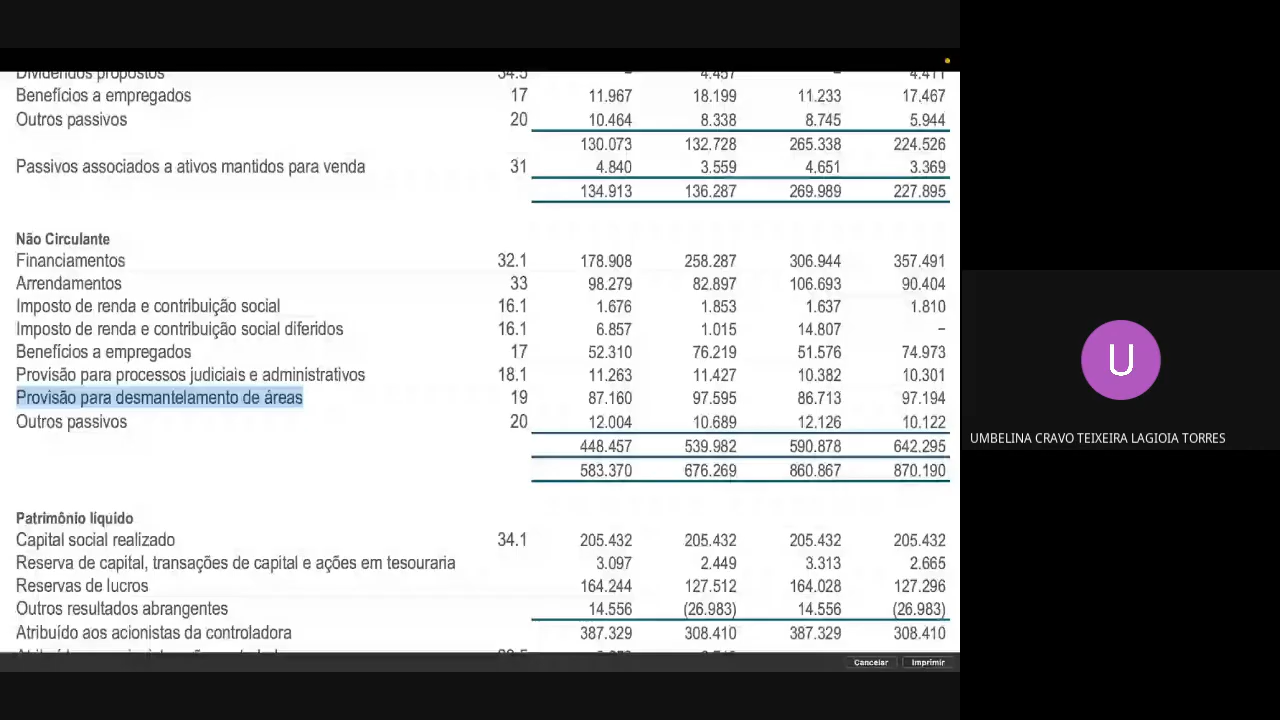 Dividendos propostos 34.5 – 4.457 – 4.411
Benefícios a empregados 17 11.967 18.199 11.233 17.467
Outros passivos 20 10.464 8.338 8.745 5.944
130.073 132.728 265.338 224.526
Passivos associados a ativos mantidos para venda 31 4.840 3.559 4.651 3.369
134.913 136.287 269.989 227.895
Não Circulante
Financiamentos 32.1 178.908 258.287 306.944 357.491
Arrendamentos 33 98.279 82.897 106.693 90.404
Imposto de renda e contribuição social 16.1 1.676 1.853 1.637 1.810
Imposto de renda e contribuição social diferidos 16.1 6.857 1.015 14.807 –
Benefícios a empregados 17 52.310 76.219 51.576 74.973
Provisão para processos judiciais e administrativos 18.1 11.263 11.427 10.382 10.301
Provisão para desmantelamento de áreas 19 87.160 97.595 86.713 97.194
Outros passivos 20 12.004 10.689 12.126 10.122
448.457 539.982 590.878 642.295
583.370 676.269 860.867 870.190
Patrimônio líquido
Capital social realizado 34.1 205.432 205.432 205.432 205.432
Reserva de capital, transações de capital e ações em tesouraria 3.097 2.449 3.313 2.665
Reservas de lucros 164.244 127.512 164.028 127.296
Outros resultados abrangentes 14.556 (26.983) 14.556 (26.983)
Atribuído aos acionistas da controladora 387.329 308.410 387.329 308.410
Cancelar Imprimir
U
UMBELINA CRAVO TEIXEIRA LAGIOIA TORRES